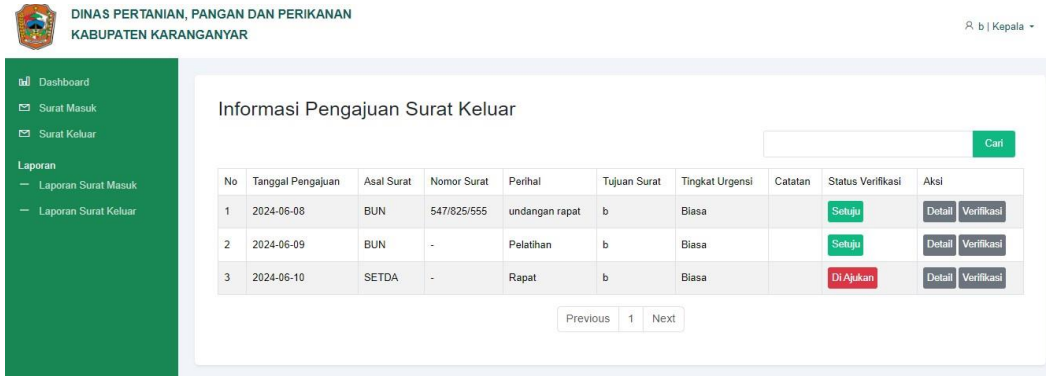 DINAS PERTANIAN, PANGAN DAN PERIKANAN
KABUPATEN KARANGANYAR
b | Kepala
Dashboard
Surat Masuk
Surat Keluar
Laporan
Laporan Surat Masuk
Laporan Surat Keluar
Informasi Pengajuan Surat Keluar
Cari
No Tanggal Pengajuan Asal Surat Nomor Surat Perihal Tujuan Surat Tingkat Urgensi Catatan Status Verifikasi Aksi
1 2024-06-08 BUN 547/825/555 undangan rapat b Biasa Setuju Detail Verifikasi
2 2024-06-09 BUN - Pelatihan b Biasa Setuju Detail Verifikasi
3 2024-06-10 SETDA - Rapat b Biasa Di Ajukan Detail Verifikasi
Previous 1 Next